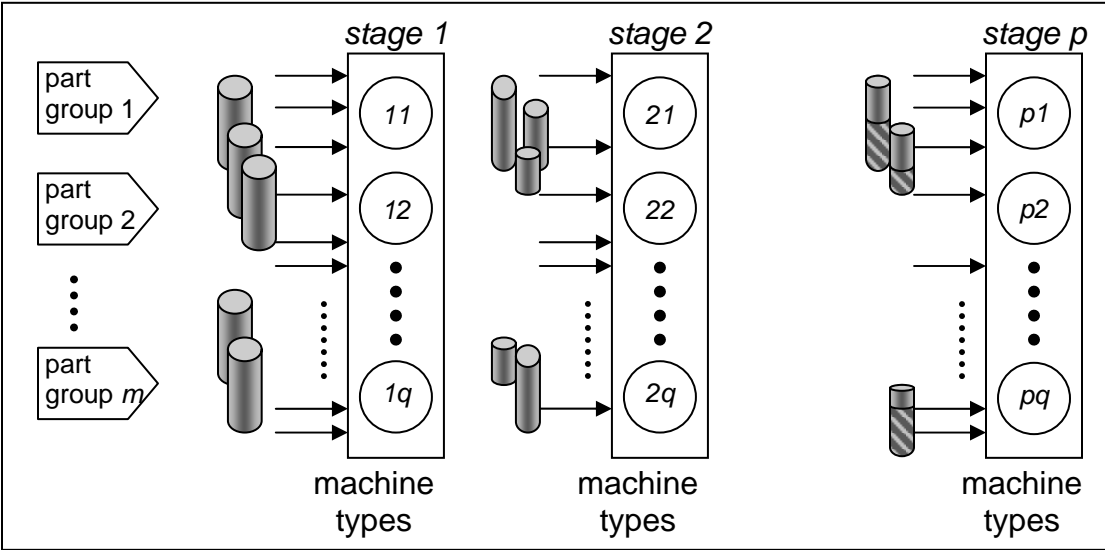 stage 1
stage 2
stage p
part
group 1
11
21
p1
part
group 2
12
22
p2
part
group m
1q
2q
pq
machine
types
machine
types
machine
types